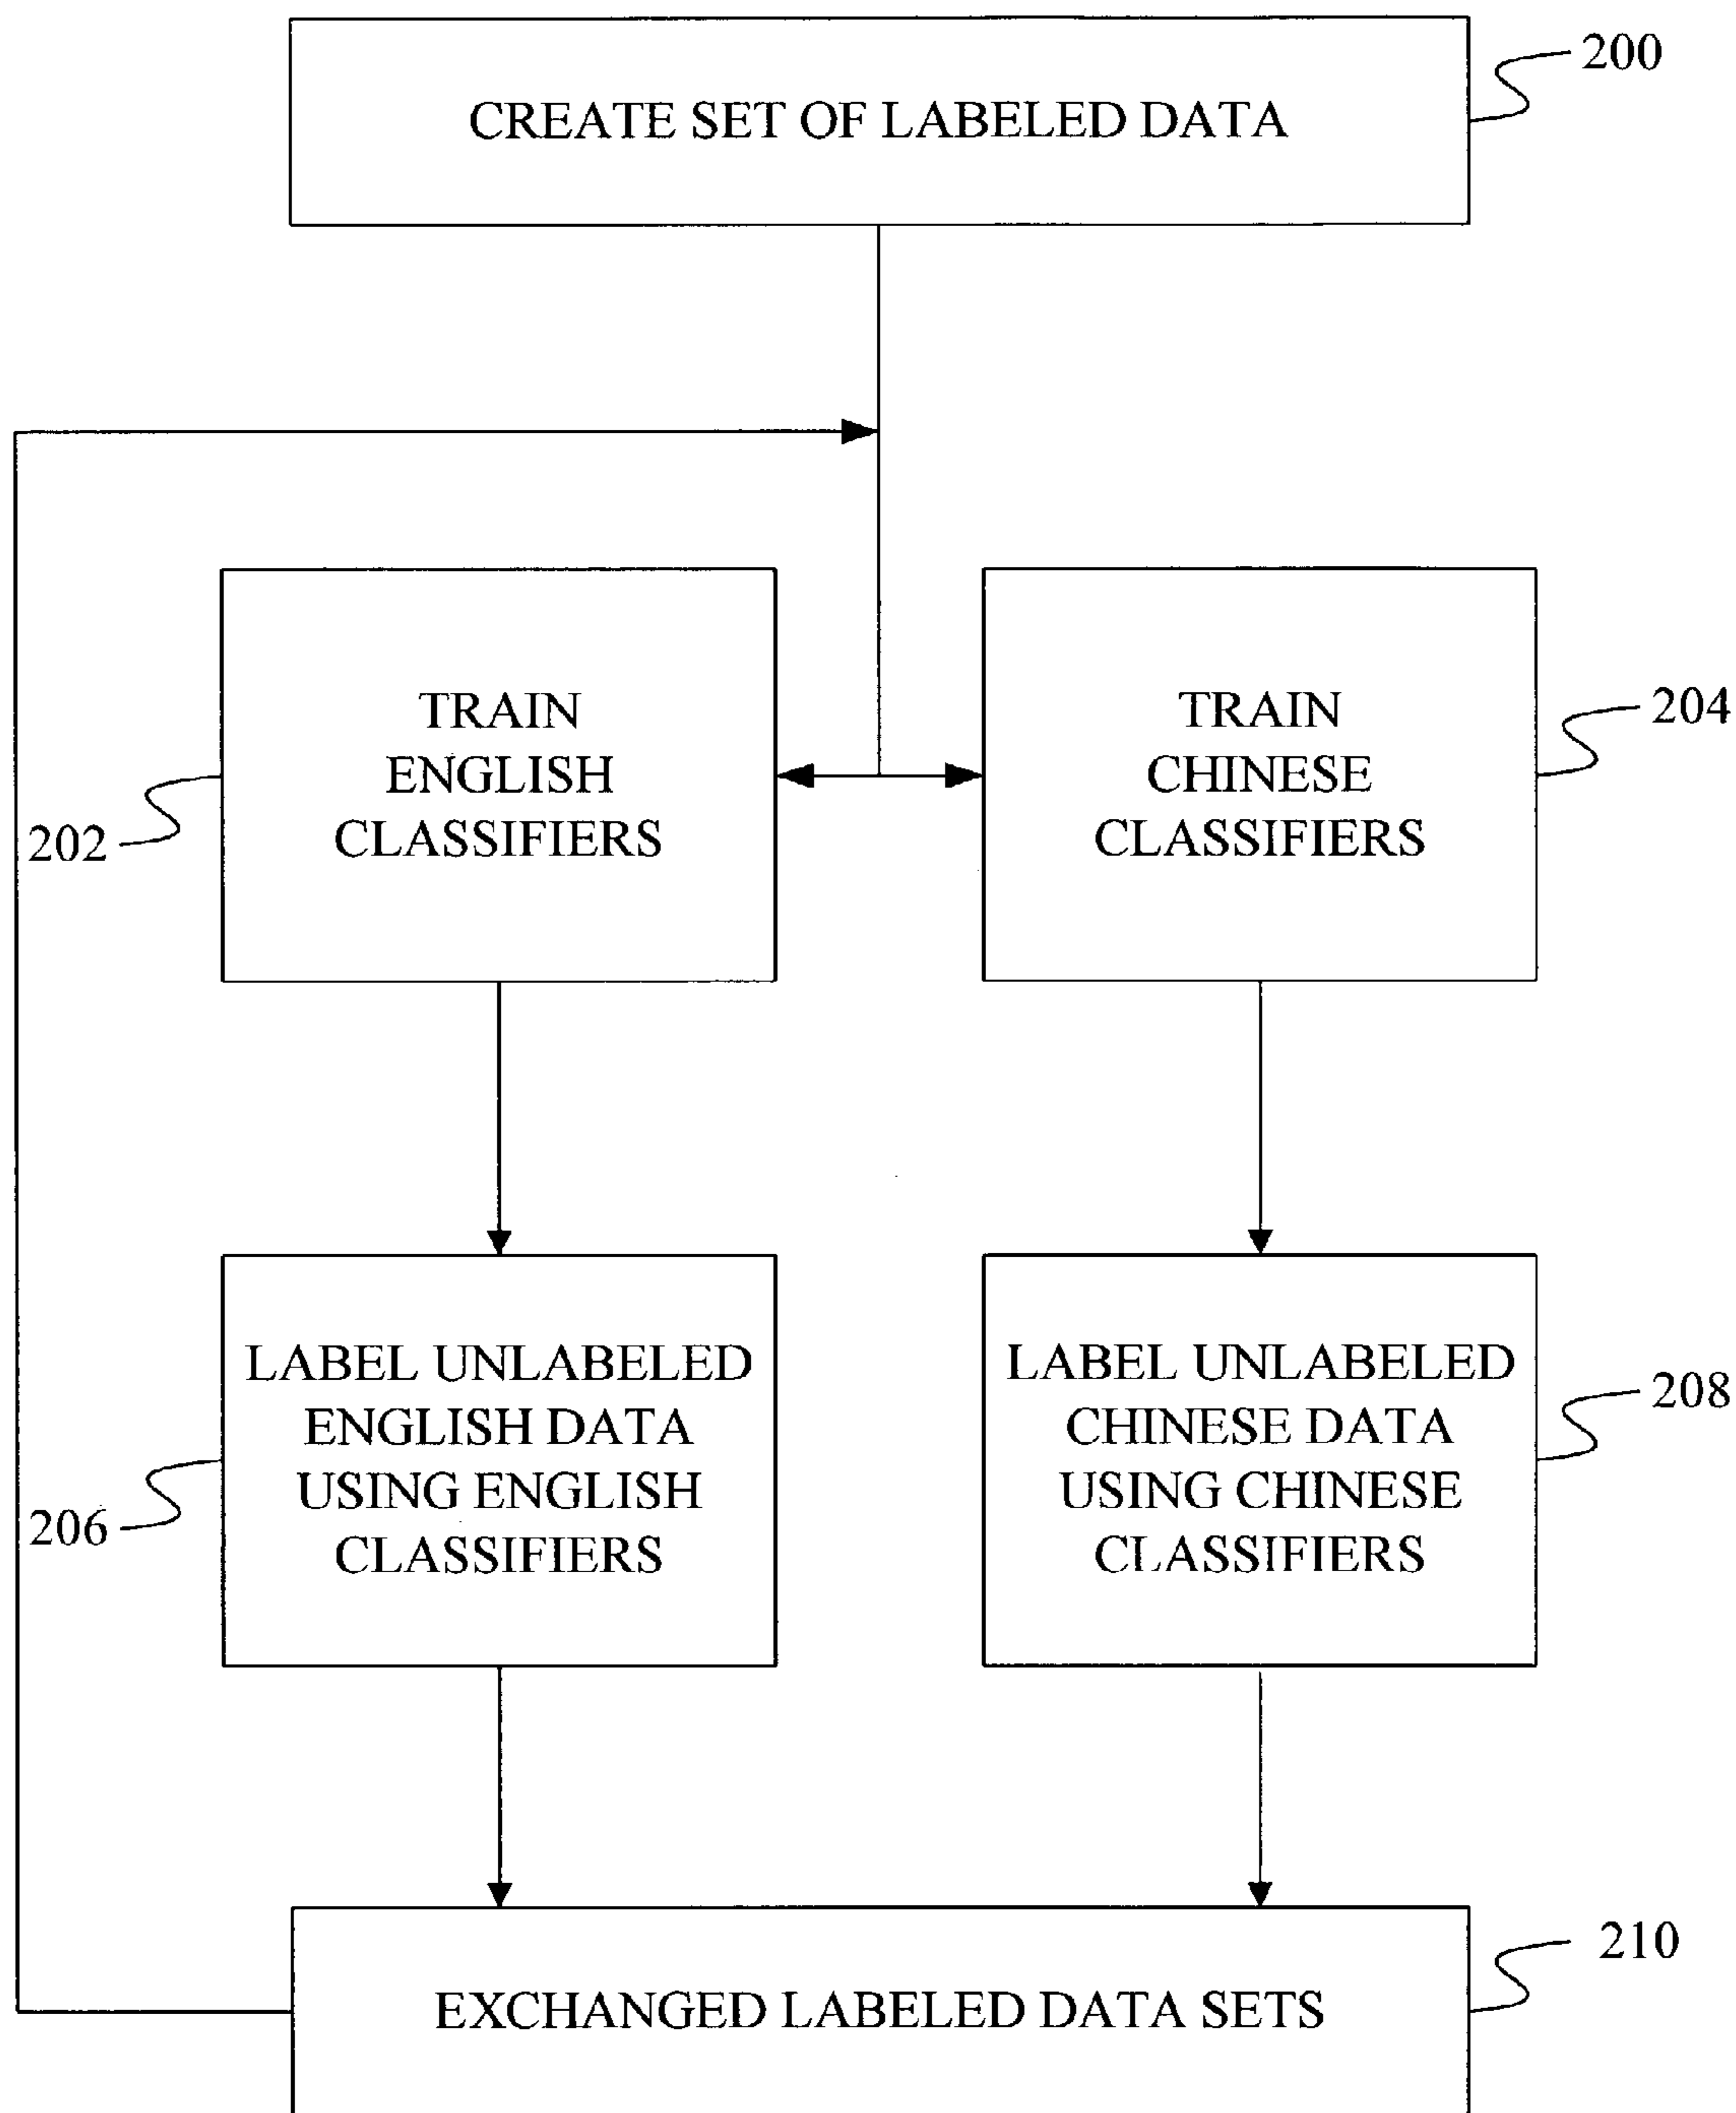 CREATE SET OF LABELED DATA
200
TRAIN
ENGLISH
CLASSIFIERS
202
TRAIN
CHINESE
CLASSIFIERS
204
LABEL UNLABELED
ENGLISH DATA
USING ENGLISH
CLASSIFIERS
206
LABEL UNLABELED
CHINESE DATA
USING CHINESE
CLASSIFIERS
208
EXCHANGED LABELED DATA SETS
210